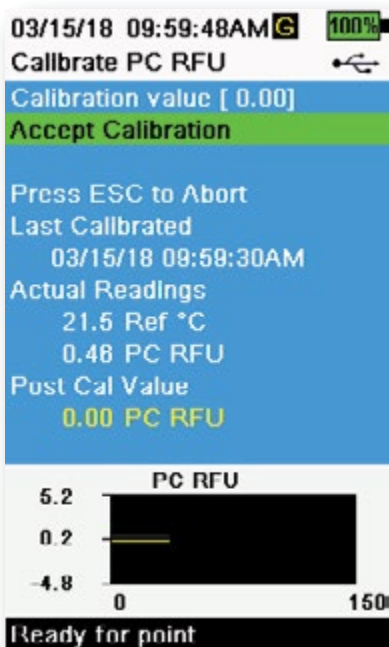 03/15/18 09:59:48AM G 100%
Calibrate PC RFU
Calibration value [ 0.00]
Accept Calibration
Press ESC to Abort
Last Calibrated
03/15/18 09:59:30AM
Actual Readings
21.5 Ref °C
0.46 PC RFU
Post Cal Value
0.00 PC RFU
PC RFU
5.2
0.2
-4.8
0 150
Ready for point